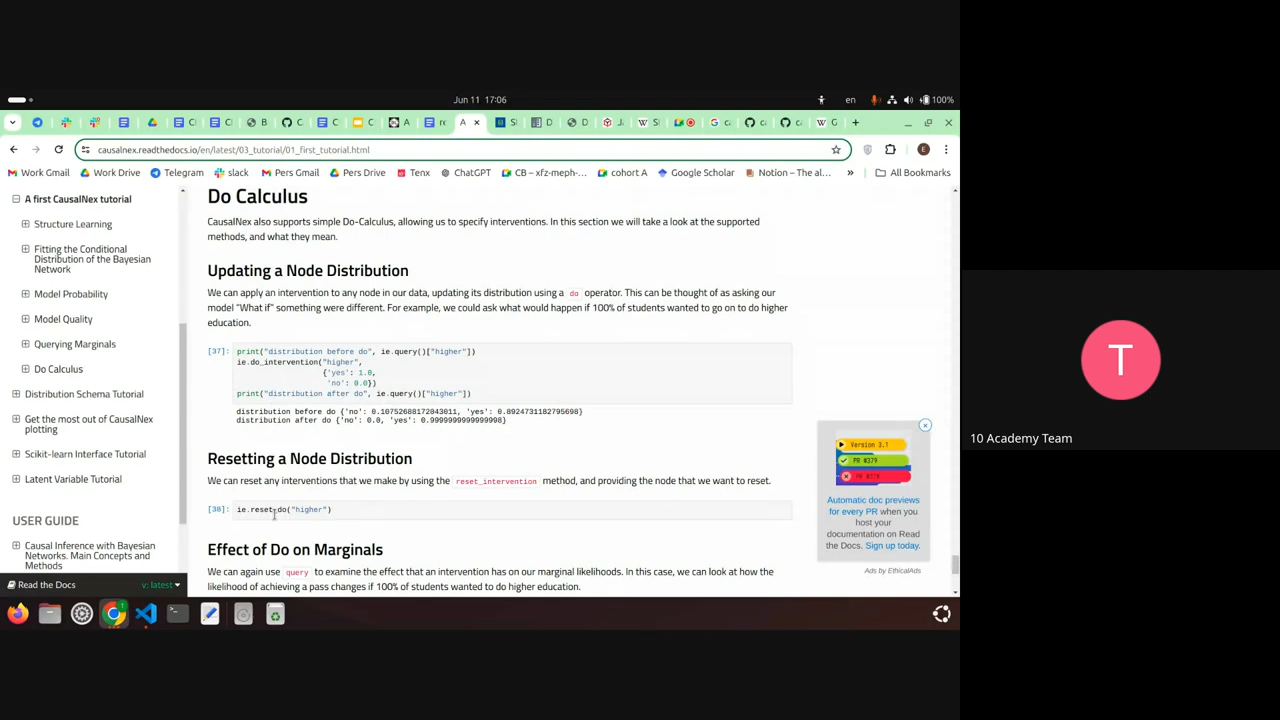 Jun 11 17:06
en
100%
C
C
B
C
C
C
A
re
A
S
D
D
J
S
C
c
c
c
G
causalnex.readthedocs.io/en/latest/03_tutorial/01_first_tutorial.html
E
Work Gmail
Work Drive
Telegram
slack
Pers Gmail
Pers Drive
Tenx
ChatGPT
CB – xfz-meph-...
cohort A
Google Scholar
Notion – The al...
»
All Bookmarks
A first CausalNex tutorial
Structure Learning
Fitting the Conditional
Distribution of the Bayesian
Network
Model Probability
Model Quality
Querying Marginals
Do Calculus
Distribution Schema Tutorial
Get the most out of CausalNex
plotting
Scikit-learn Interface Tutorial
Latent Variable Tutorial
USER GUIDE
Causal Inference with Bayesian
Networks. Main Concepts and
Methods
Read the Docs
v: latest
Do Calculus
CausalNex also supports simple Do-Calculus, allowing us to specify interventions. In this section we will take a look at the supported
methods, and what they mean.
Updating a Node Distribution
We can apply an intervention to any node in our data, updating its distribution using a do operator. This can be thought of as asking our
model “What if” something were different. For example, we could ask what would happen if 100% of students wanted to go on to do higher
education.
[37]: print("distribution before do", ie.query()["higher"])
ie.do_intervention("higher",
{'yes': 1.0,
'no': 0.0})
print("distribution after do", ie.query()["higher"])
distribution before do {'no': 0.10752688172043011, 'yes': 0.8924731182795698}
distribution after do {'no': 0.0, 'yes': 0.9999999999999998}
Resetting a Node Distribution
We can reset any interventions that we make by using the reset_intervention method, and providing the node that we want to reset.
[38]: ie.reset_do("higher")
Effect of Do on Marginals
We can again use query to examine the effect that an intervention has on our marginal likelihoods. In this case, we can look at how the
likelihood of achieving a pass changes if 100% of students wanted to do higher education.
Version 3.1
PR #379
Automatic doc previews
for every PR when you
host your
documentation on Read
the Docs. Sign up today.
Ads by EthicalAds
T
10 Academy Team